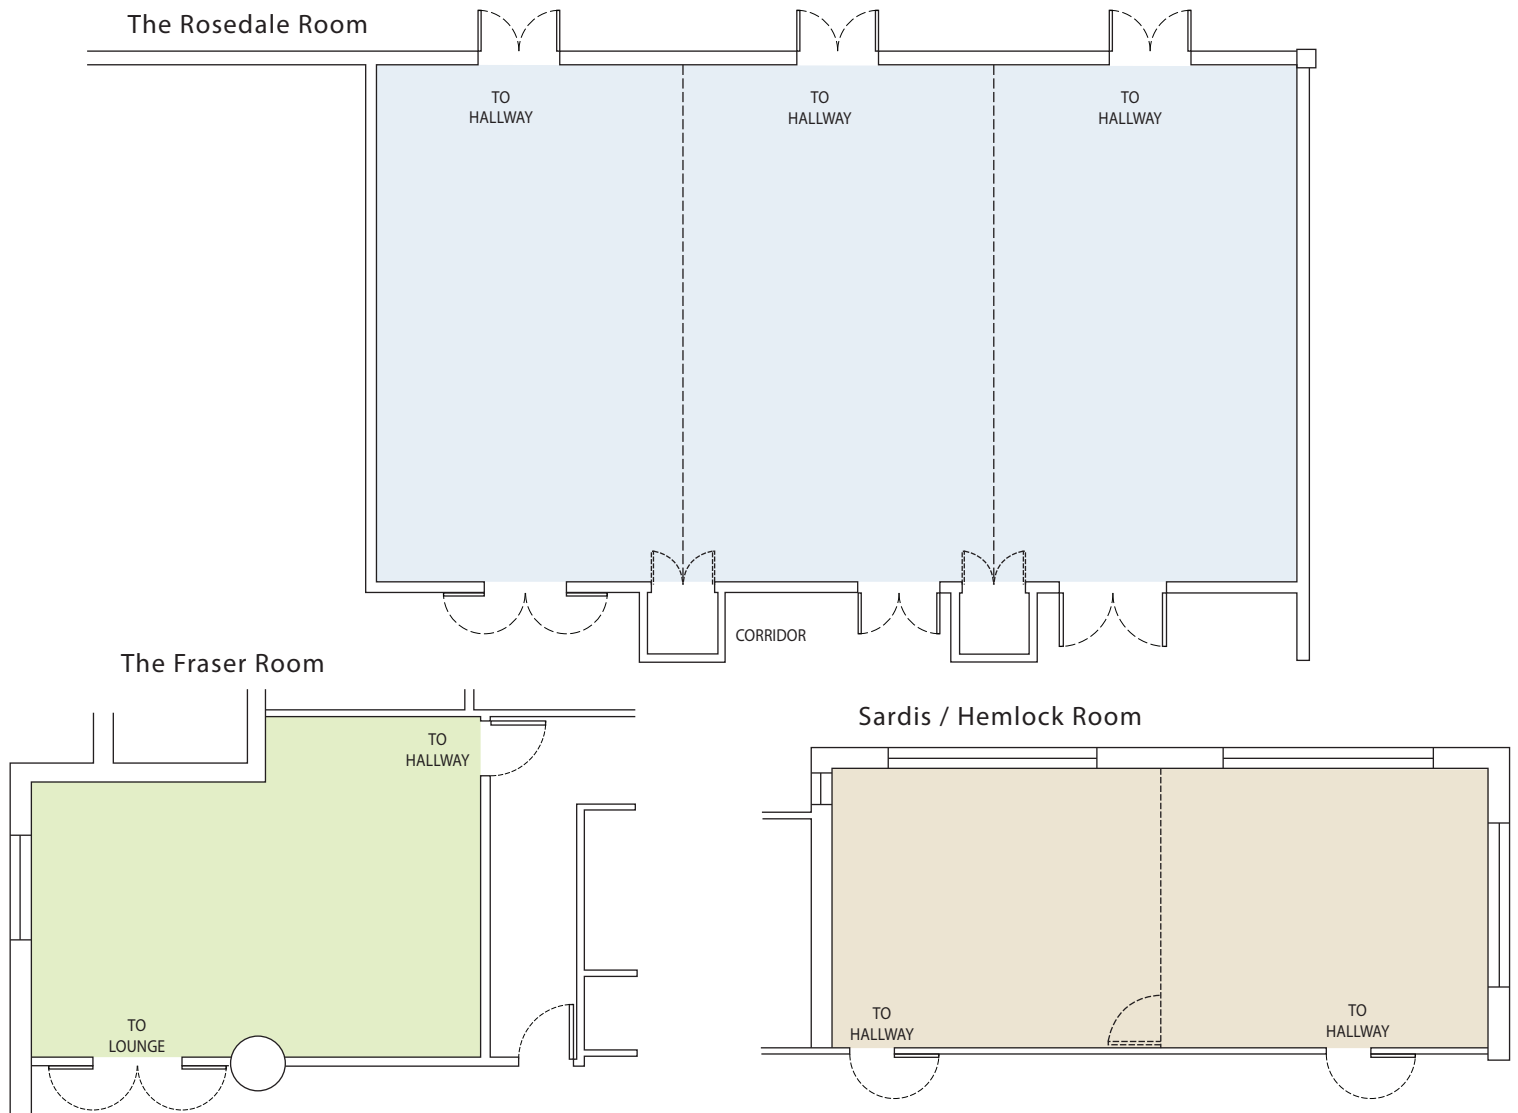 The Rosedale Room
TO
HALLWAY
TO
HALLWAY
TO
HALLWAY
CORRIDOR
The Fraser Room
TO
HALLWAY
TO
LOUNGE
Sardis / Hemlock Room
TO
HALLWAY
TO
HALLWAY